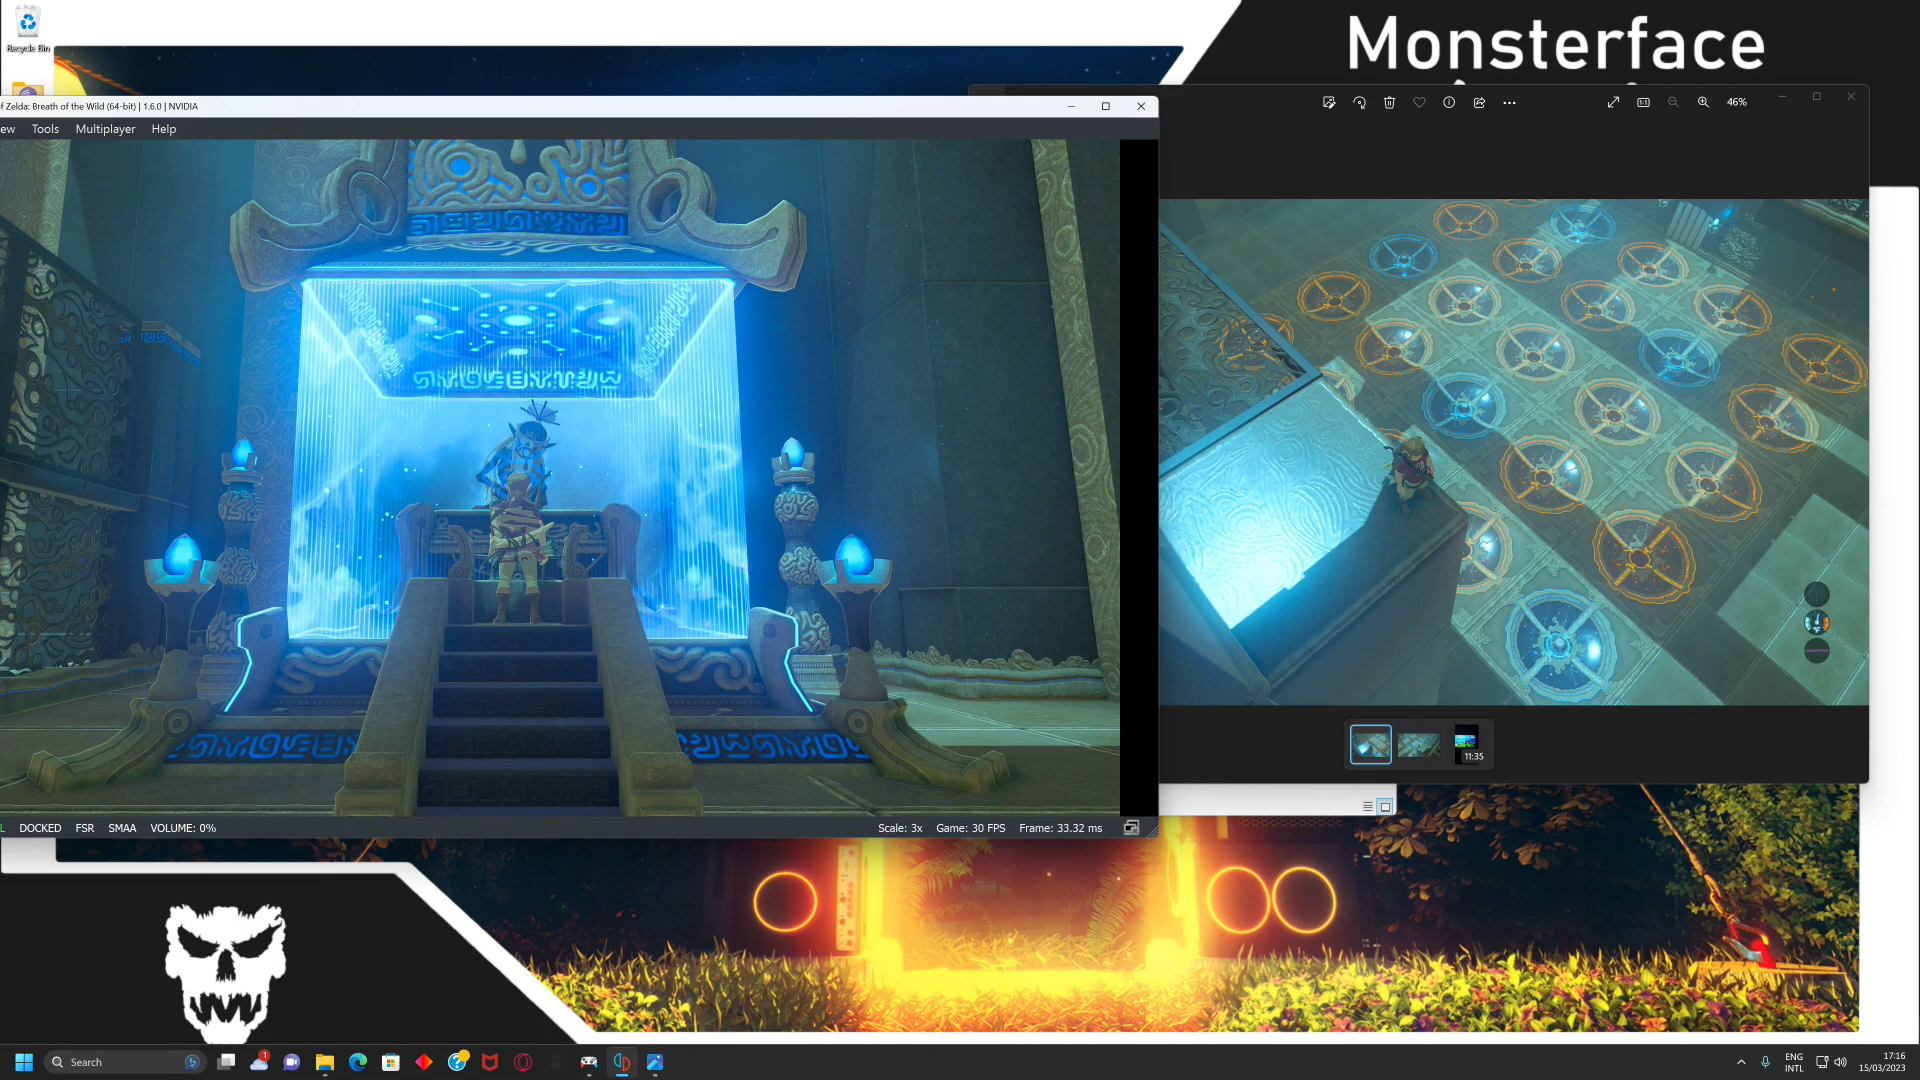 Monsterface
Recycle Bin
f Zelda: Breath of the Wild (64-bit) | 1.6.0 | NVIDIA
46%
ew Tools Multiplayer Help
11:35
L DOCKED FSR SMAA VOLUME: 0% Scale: 3x Game: 30 FPS Frame: 33.32 ms
Search
1
ENG
INTL
17:16
15/03/2023